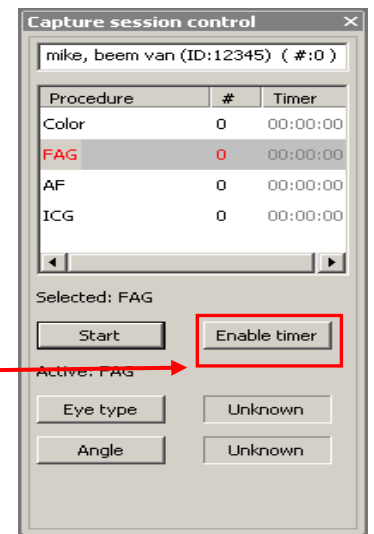 Capture session control
mike, beem van (ID:12345) ( #:0 )
Procedure # Timer
Color 0 00:00:00
FAG 0 00:00:00
AF 0 00:00:00
ICG 0 00:00:00
Selected: FAG
Start Enable timer
Active: FAG
Eye type Unknown
Angle Unknown